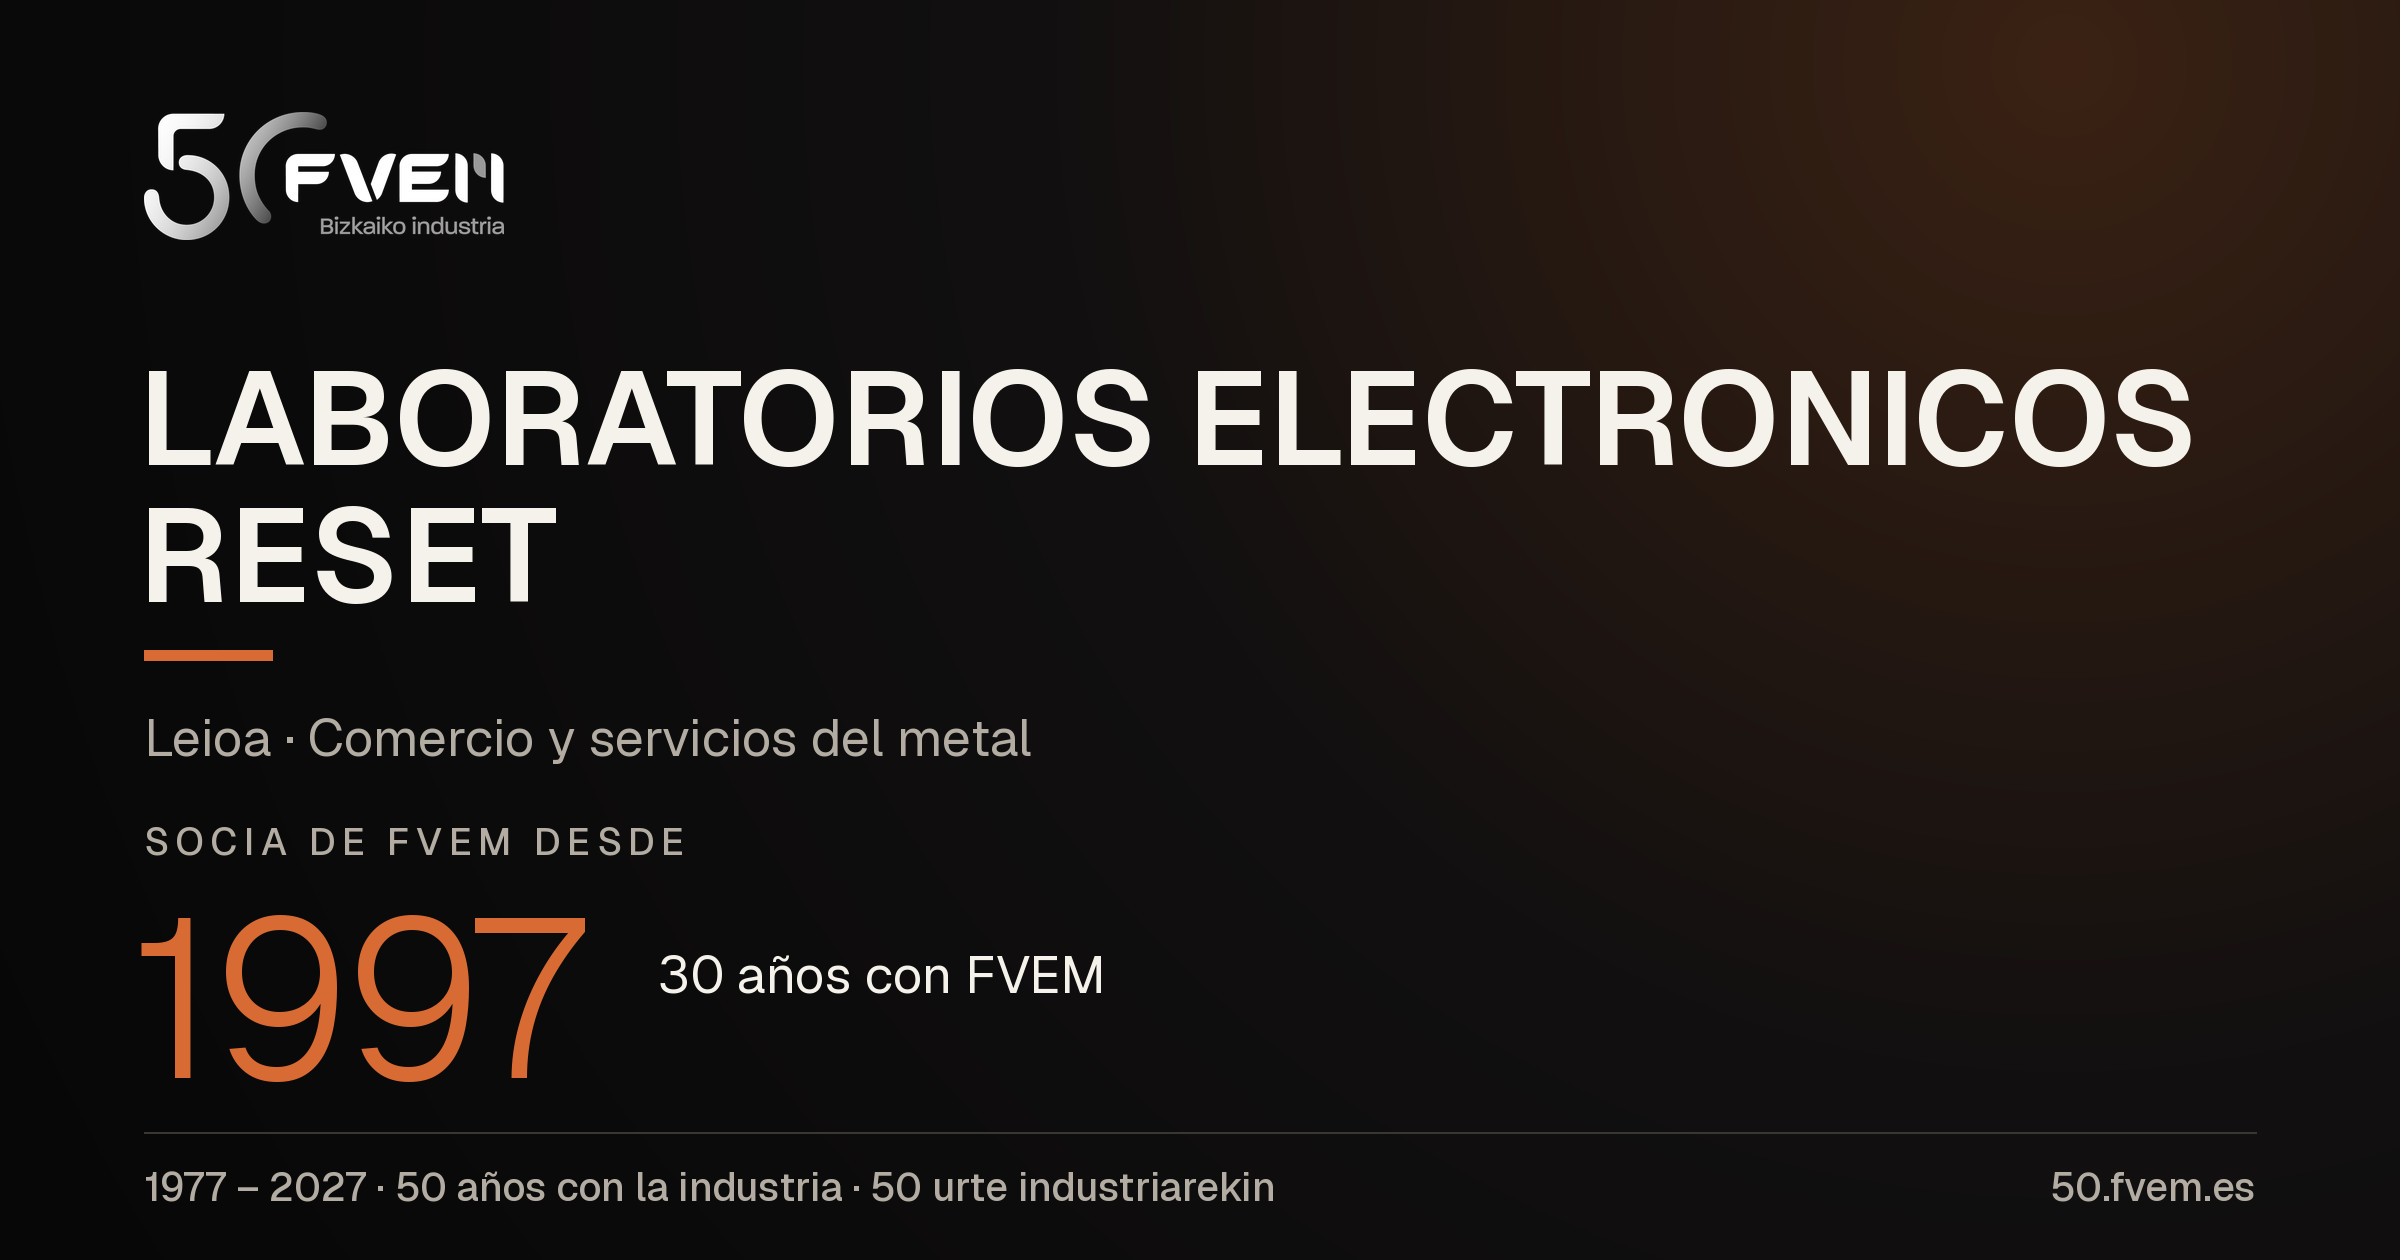 50 FVEM
Bizkaiko industria
LABORATORIOS ELECTRONICOS
RESET
Leioa · Comercio y servicios del metal
SOCIA DE FVEM DESDE
1997
30 años con FVEM
1977 – 2027 · 50 años con la industria · 50 urte industriarekin
50.fvem.es